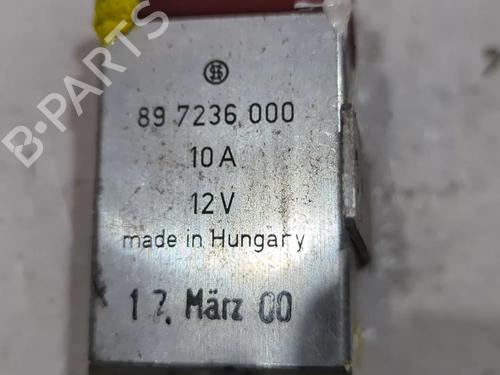 89 7236 000
10 A
12 V
made in Hungary
17. März 00
B-PARTS